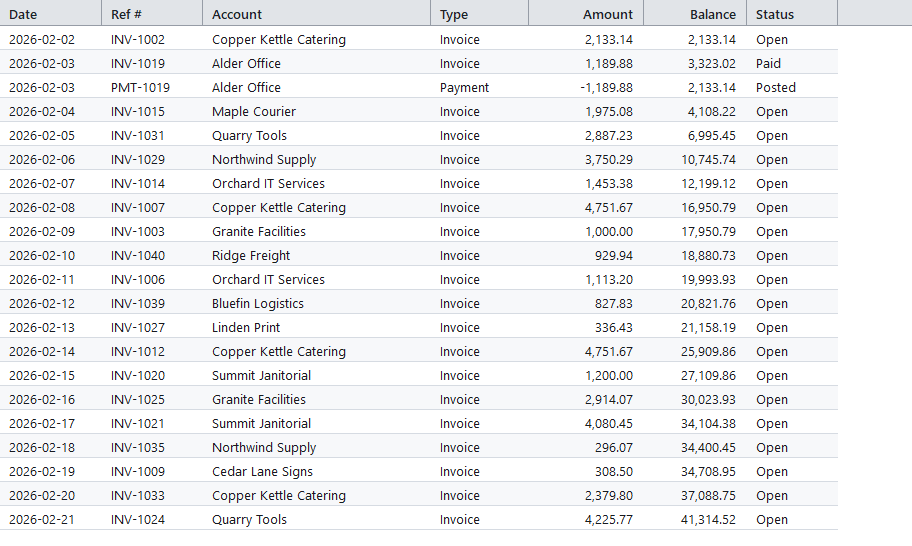 Date Ref # Account Type Amount Balance Status
2026-02-02 INV-1002 Copper Kettle Catering Invoice 2,133.14 2,133.14 Open
2026-02-03 INV-1019 Alder Office Invoice 1,189.88 3,323.02 Paid
2026-02-03 PMT-1019 Alder Office Payment -1,189.88 2,133.14 Posted
2026-02-04 INV-1015 Maple Courier Invoice 1,975.08 4,108.22 Open
2026-02-05 INV-1031 Quarry Tools Invoice 2,887.23 6,995.45 Open
2026-02-06 INV-1029 Northwind Supply Invoice 3,750.29 10,745.74 Open
2026-02-07 INV-1014 Orchard IT Services Invoice 1,453.38 12,199.12 Open
2026-02-08 INV-1007 Copper Kettle Catering Invoice 4,751.67 16,950.79 Open
2026-02-09 INV-1003 Granite Facilities Invoice 1,000.00 17,950.79 Open
2026-02-10 INV-1040 Ridge Freight Invoice 929.94 18,880.73 Open
2026-02-11 INV-1006 Orchard IT Services Invoice 1,113.20 19,993.93 Open
2026-02-12 INV-1039 Bluefin Logistics Invoice 827.83 20,821.76 Open
2026-02-13 INV-1027 Linden Print Invoice 336.43 21,158.19 Open
2026-02-14 INV-1012 Copper Kettle Catering Invoice 4,751.67 25,909.86 Open
2026-02-15 INV-1020 Summit Janitorial Invoice 1,200.00 27,109.86 Open
2026-02-16 INV-1025 Granite Facilities Invoice 2,914.07 30,023.93 Open
2026-02-17 INV-1021 Summit Janitorial Invoice 4,080.45 34,104.38 Open
2026-02-18 INV-1035 Northwind Supply Invoice 296.07 34,400.45 Open
2026-02-19 INV-1009 Cedar Lane Signs Invoice 308.50 34,708.95 Open
2026-02-20 INV-1033 Copper Kettle Catering Invoice 2,379.80 37,088.75 Open
2026-02-21 INV-1024 Quarry Tools Invoice 4,225.77 41,314.52 Open